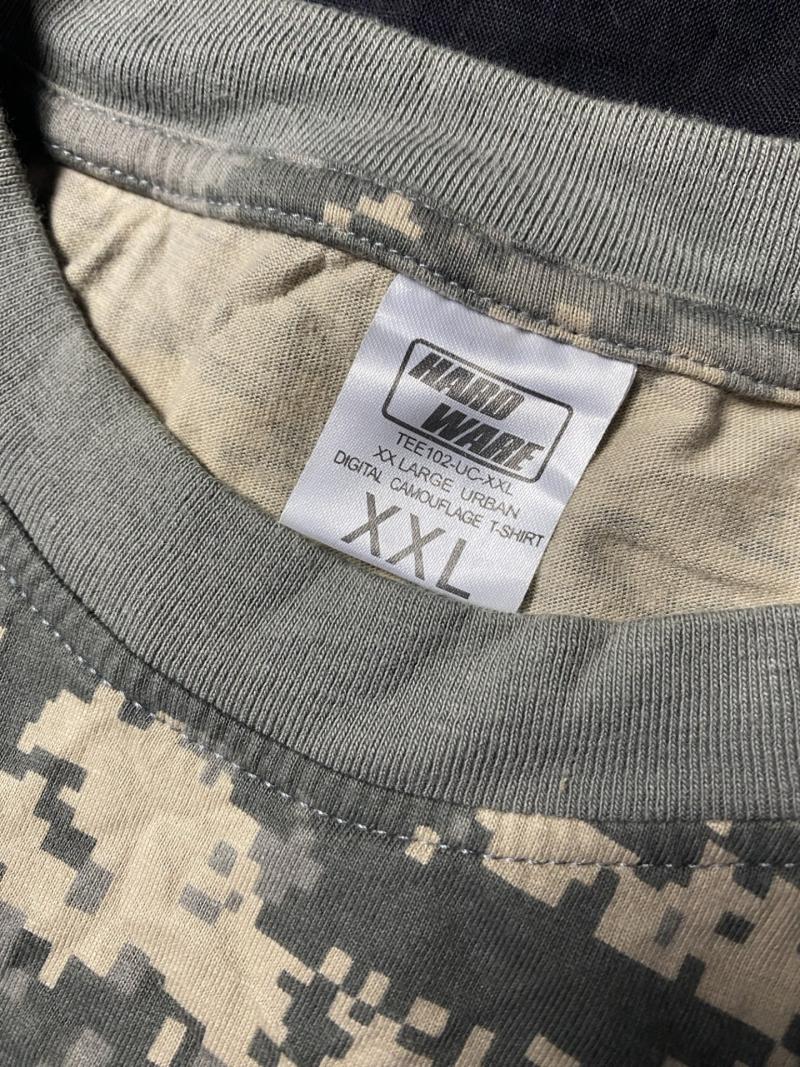 HARD
WARE
TEE102-UC-XXL
XX LARGE URBAN
DIGITAL CAMOUFLAGE T-SHIRT
XXL